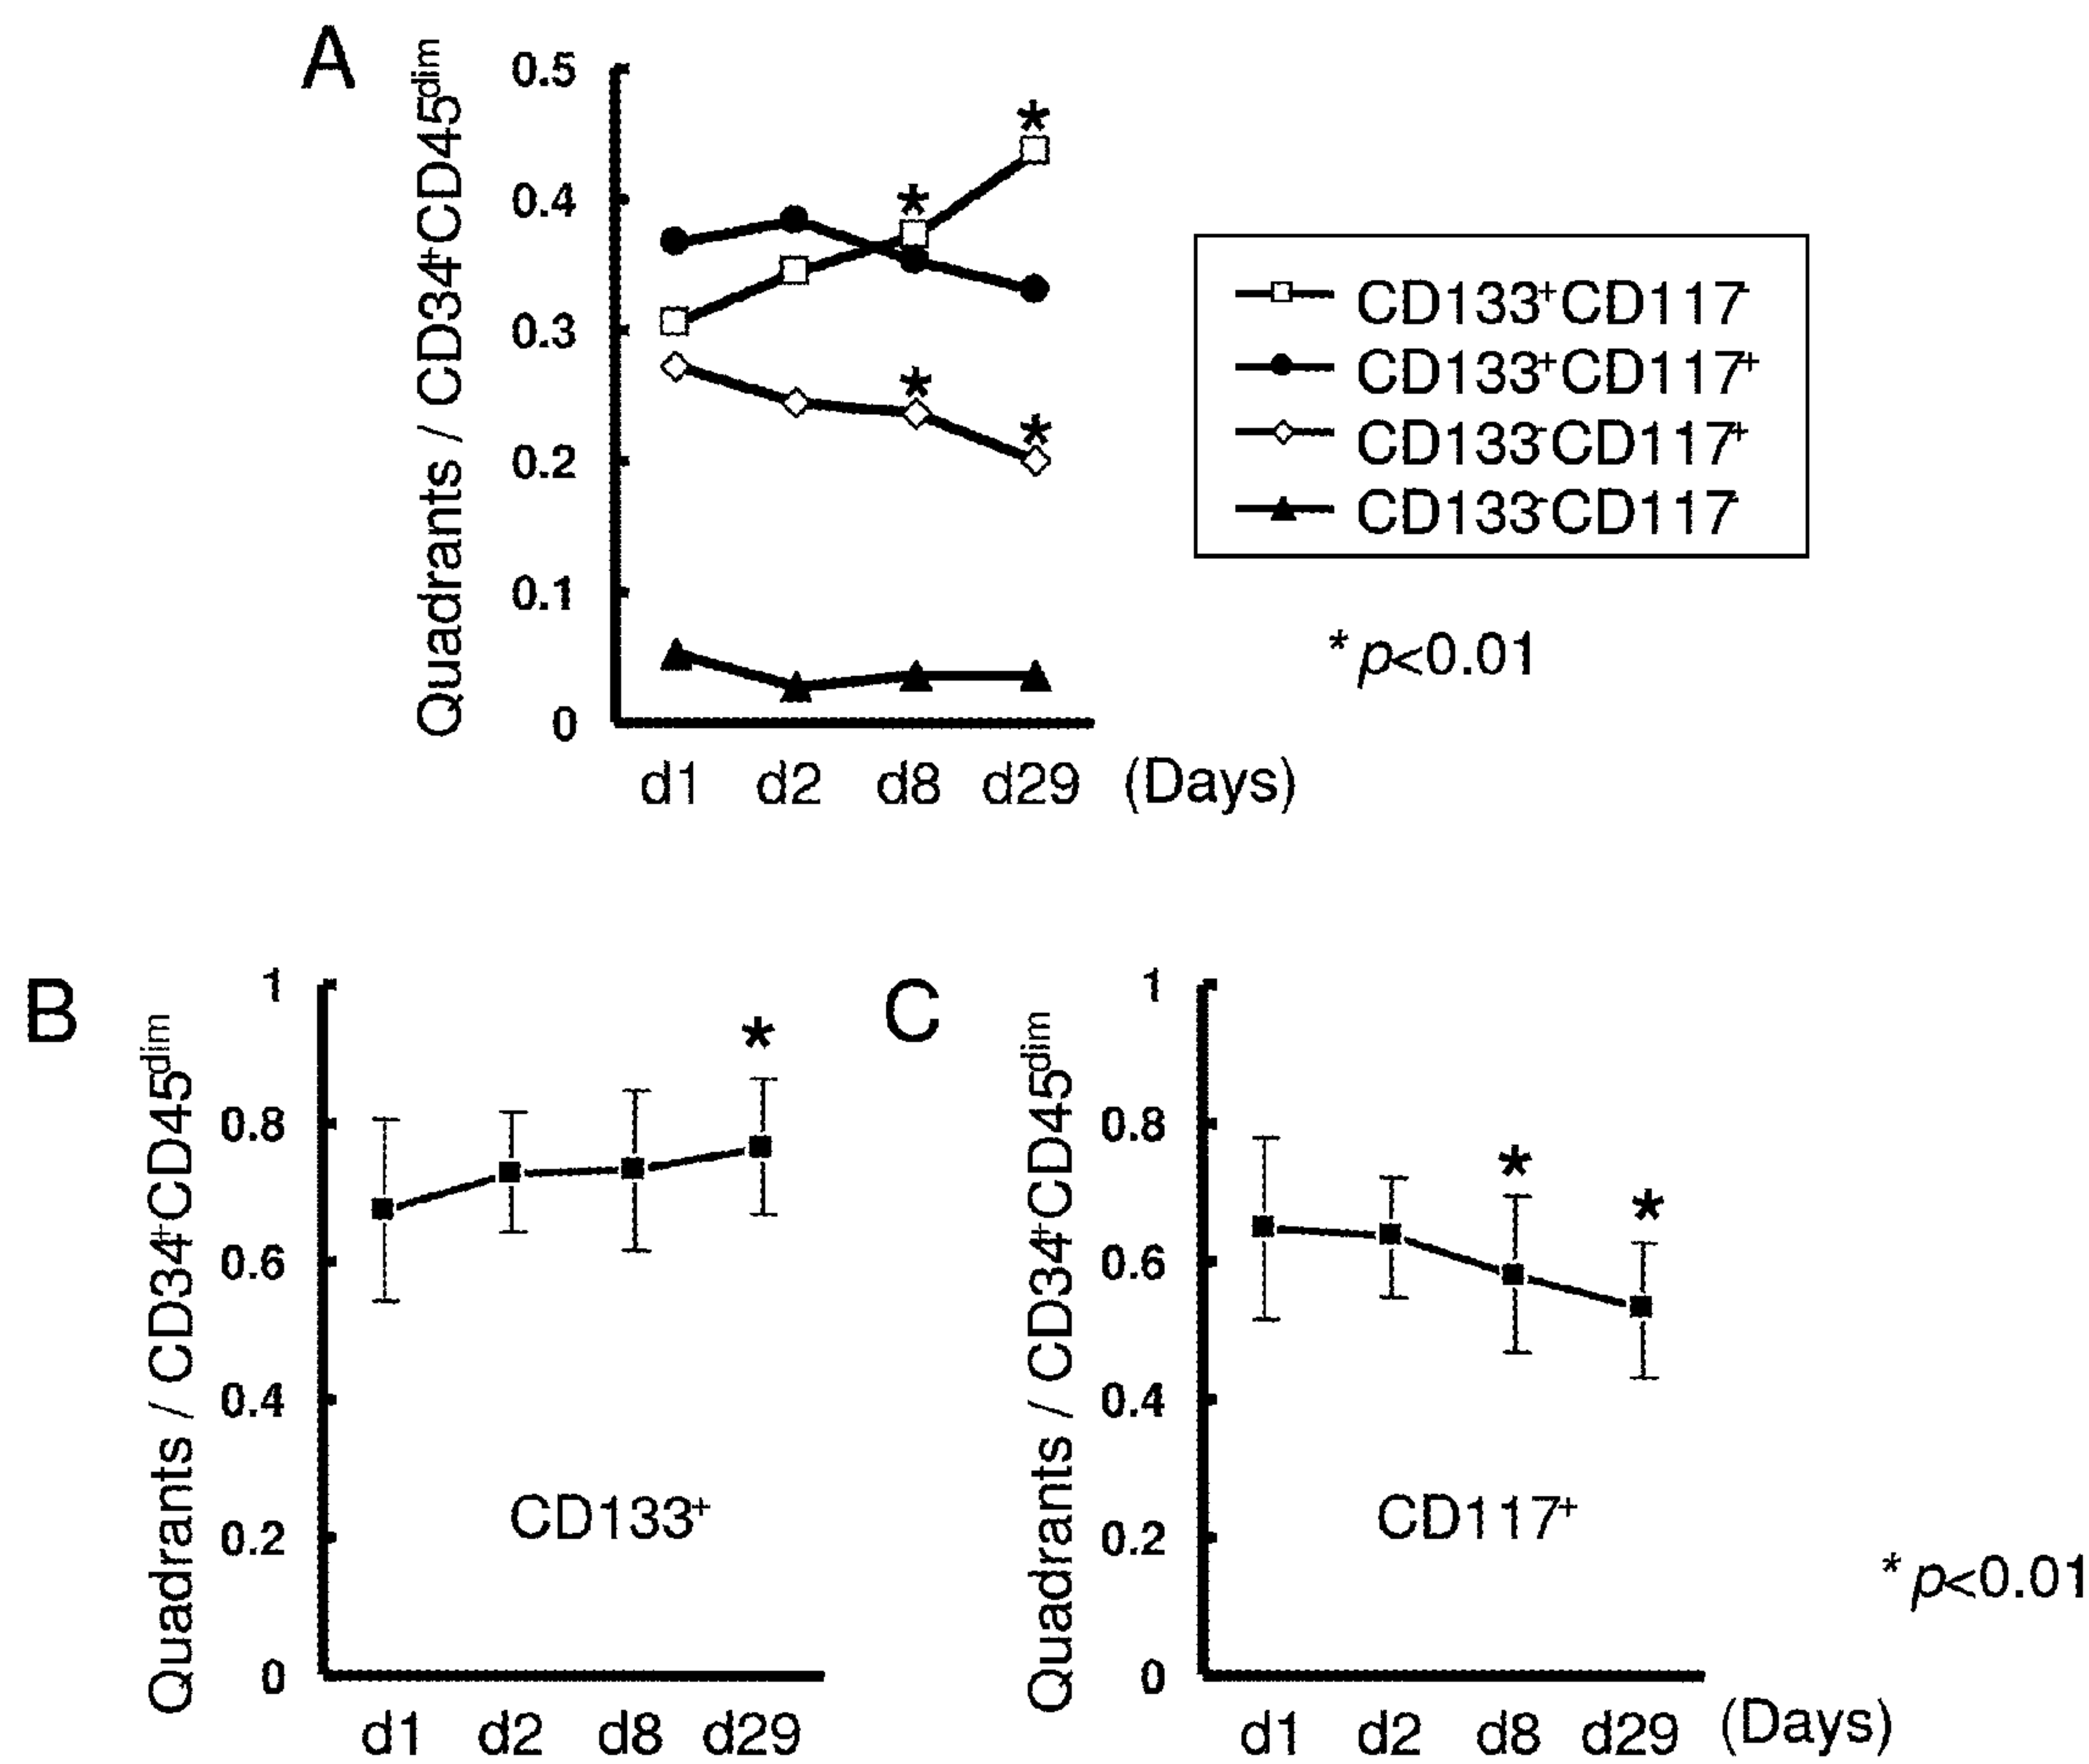 A
Quadrants / CD34+CD45dim
0.5
0.4
0.3
0.2
0.1
0
* *
* *
d1 d2 d8 d29 (Days)
CD133+CD117-
CD133+CD117+
CD133-CD117+
CD133-CD117-
* p<0.01
B
Quadrants / CD34+CD45dim
1
0.8
0.6
0.4
0.2
0
*
CD133+
d1 d2 d8 d29
C
Quadrants / CD34+CD45dim
1
0.8
0.6
0.4
0.2
0
* *
CD117+
d1 d2 d8 d29 (Days)
* p<0.01